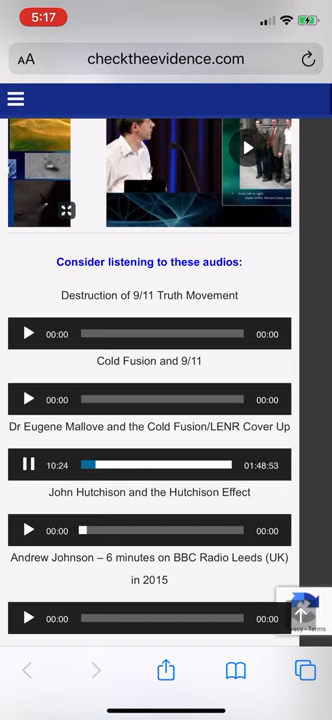 5:17
AA
checktheevidence.com
Consider listening to these audios:
Destruction of 9/11 Truth Movement
00:00 00:00
Cold Fusion and 9/11
00:00 00:00
Dr Eugene Mallove and the Cold Fusion/LENR Cover Up
10:24 01:48:53
John Hutchison and the Hutchison Effect
00:00 00:00
Andrew Johnson – 6 minutes on BBC Radio Leeds (UK)
in 2015
00:00 00:00
Terms